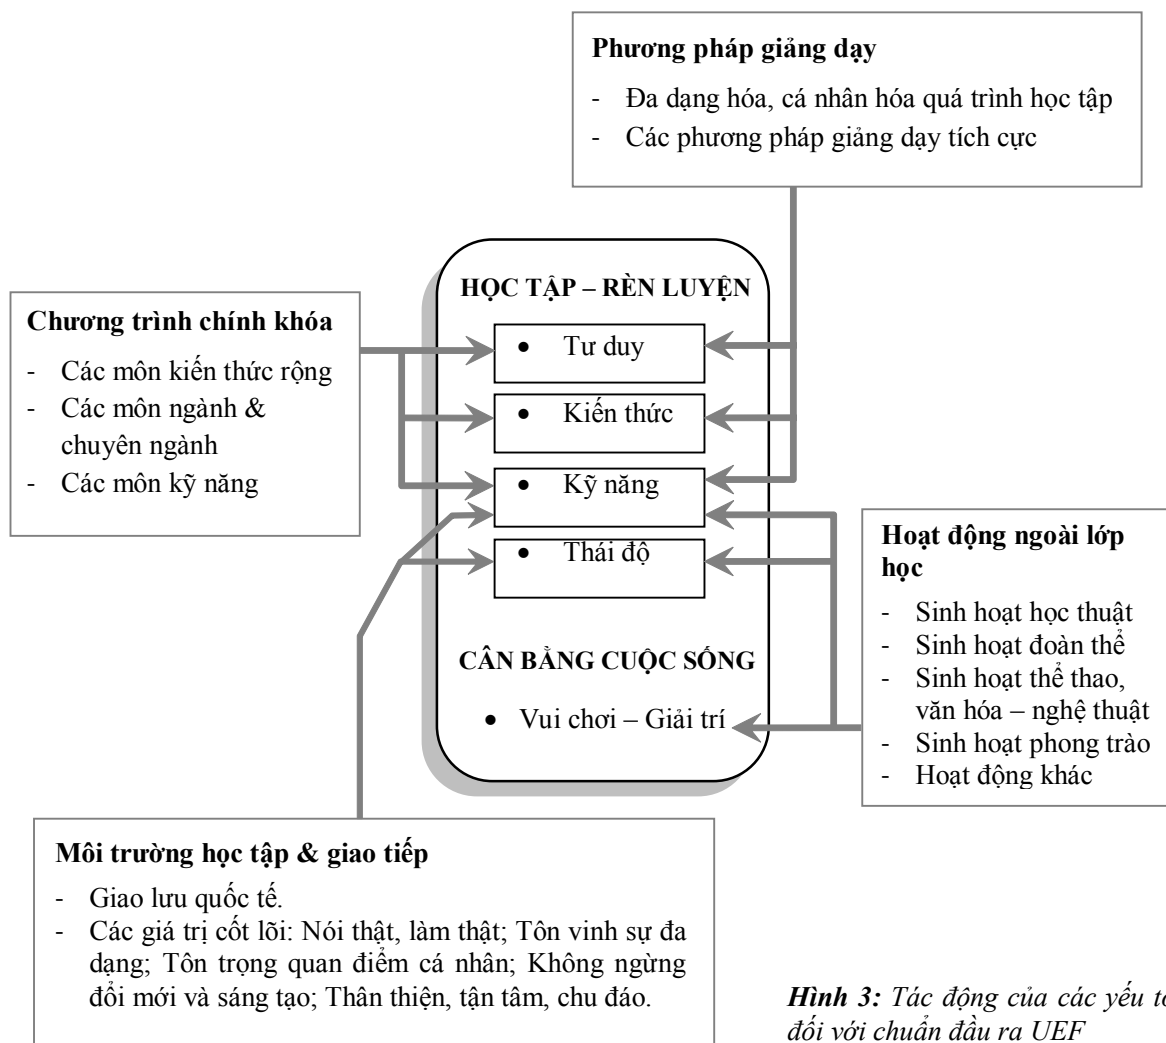 Phương pháp giảng dạy
- Đa dạng hóa, cá nhân hóa quá trình học tập
- Các phương pháp giảng dạy tích cực
HỌC TẬP – RÈN LUYỆN
• Tư duy
• Kiến thức
• Kỹ năng
• Thái độ
CÂN BẰNG CUỘC SỐNG
• Vui chơi – Giải trí
Chương trình chính khóa
- Các môn kiến thức rộng
- Các môn ngành &
chuyên ngành
- Các môn kỹ năng
Hoạt động ngoài lớp
học
- Sinh hoạt học thuật
- Sinh hoạt đoàn thể
- Sinh hoạt thể thao,
văn hóa – nghệ thuật
- Sinh hoạt phong trào
- Hoạt động khác
Môi trường học tập & giao tiếp
- Giao lưu quốc tế.
- Các giá trị cốt lõi: Nói thật, làm thật; Tôn vinh sự đa
dạng; Tôn trọng quan điểm cá nhân; Không ngừng
đổi mới và sáng tạo; Thân thiện, tận tâm, chu đáo.
Hình 3: Tác động của các yếu tố
đối với chuẩn đầu ra UEF